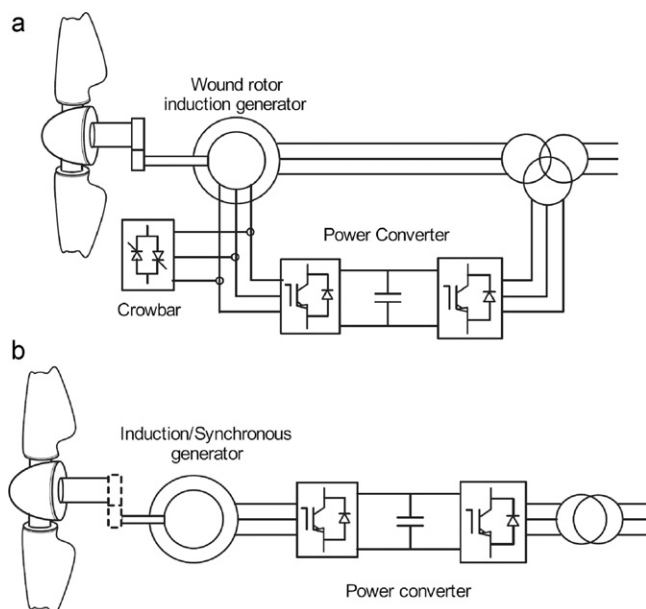 a
Wound rotor
induction generator
Power Converter
Crowbar
b
Induction/Synchronous
generator
Power converter